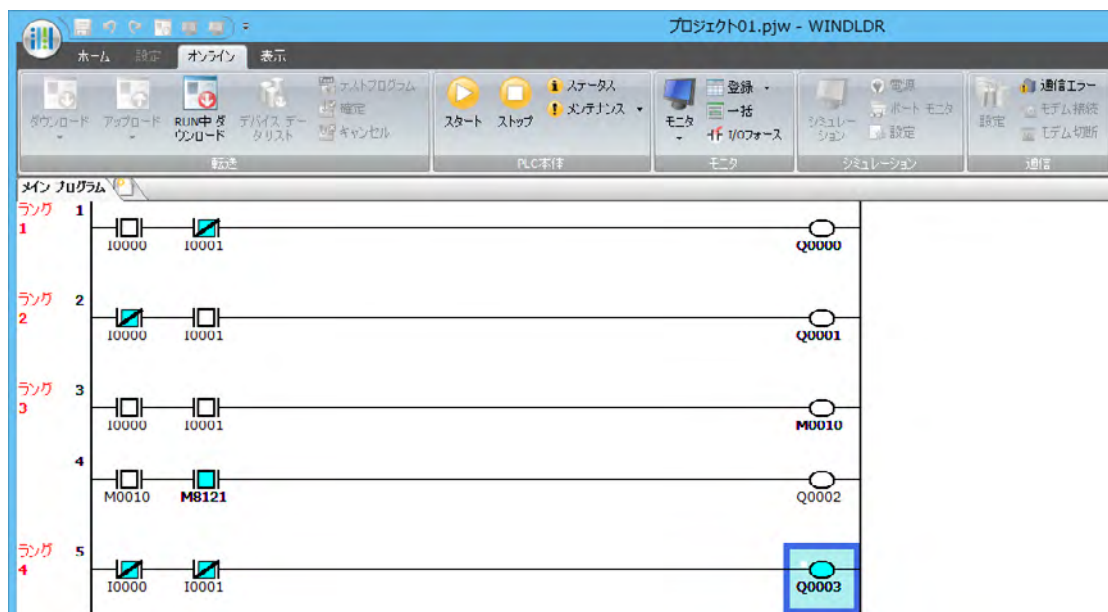 プロジェクト01.pjw - WINDLDR
ホーム 設定 オンライン 表示
ダウンロード アップロード RUN中 ダウンロード デバイス データリスト テストプログラム 確定 キャンセル
スタート ストップ ステータス メンテナンス
モニタ 登録 一括 I/Oフォース
シミュレーション 電源 ポート モニタ 設定
設定 通信エラー モデム接続 モデム切断
転送 PLC本体 モニタ シミュレーション 通信
メイン プログラム
ラング 1 1
I0000 I0001 Q0000
ラング 2 2
I0000 I0001 Q0001
ラング 3 3
I0000 I0001 M0010
4
M0010 M8121 Q0002
ラング 4 5
I0000 I0001 Q0003